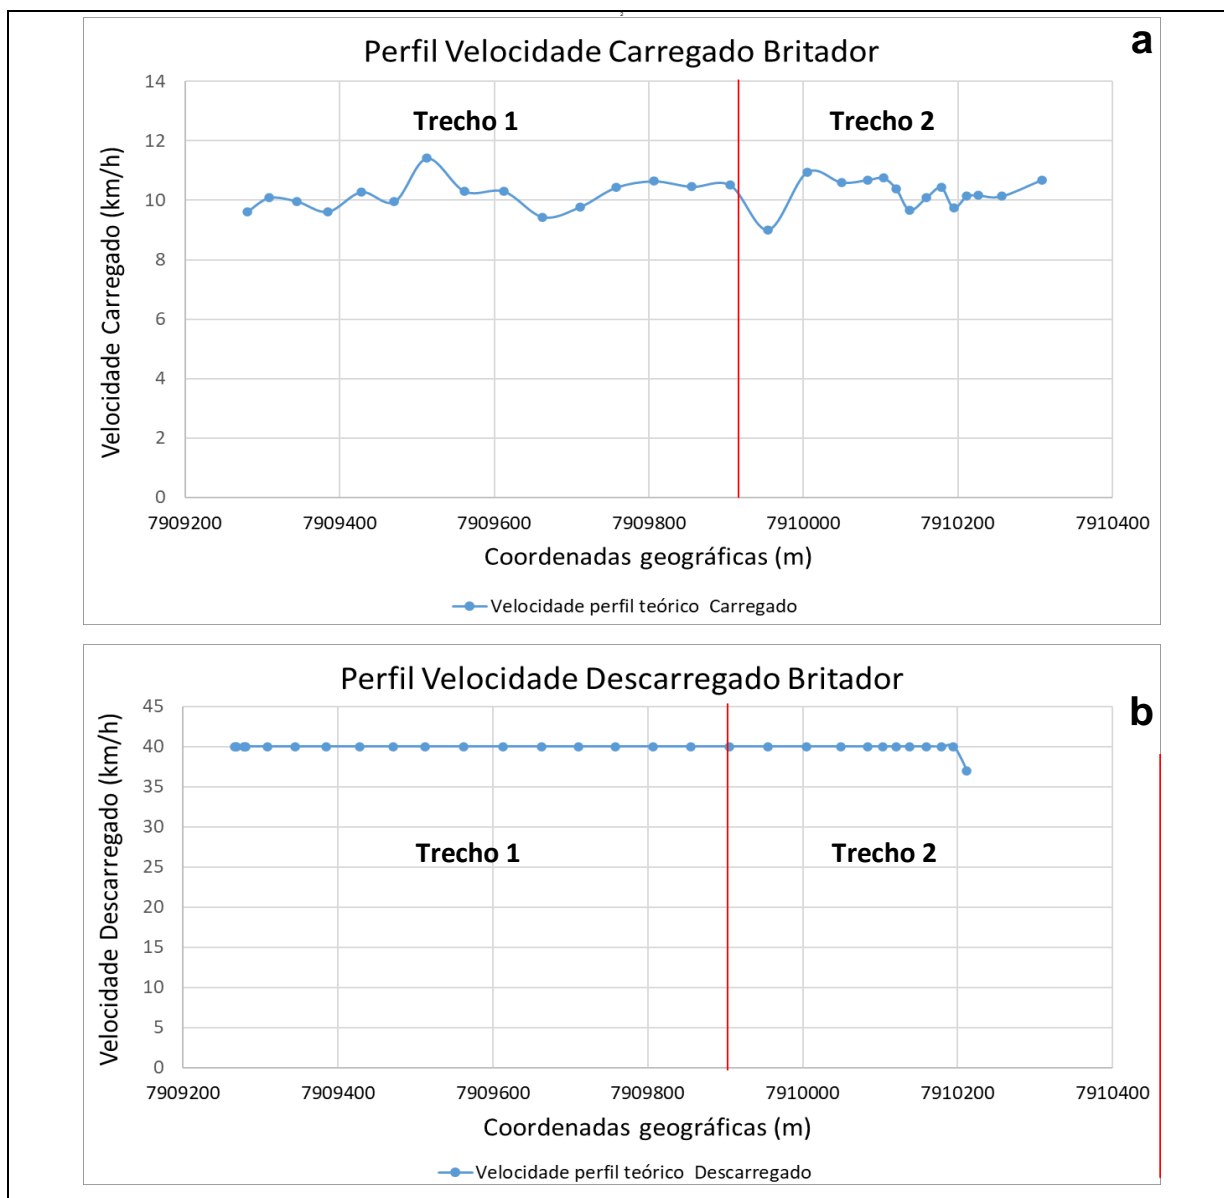 Perfil Velocidade Carregado Britador
a
14
12
10
8
6
4
2
0
Velocidade Carregado (km/h)
Trecho 1
Trecho 2
7909200 7909400 7909600 7909800 7910000 7910200 7910400
Coordenadas geográficas (m)
Velocidade perfil teórico Carregado
Perfil Velocidade Descarregado Britador
b
45
40
35
30
25
20
15
10
5
0
Velocidade Descarregado (km/h)
Trecho 1
Trecho 2
7909200 7909400 7909600 7909800 7910000 7910200 7910400
Coordenadas geográficas (m)
Velocidade perfil teórico Descarregado